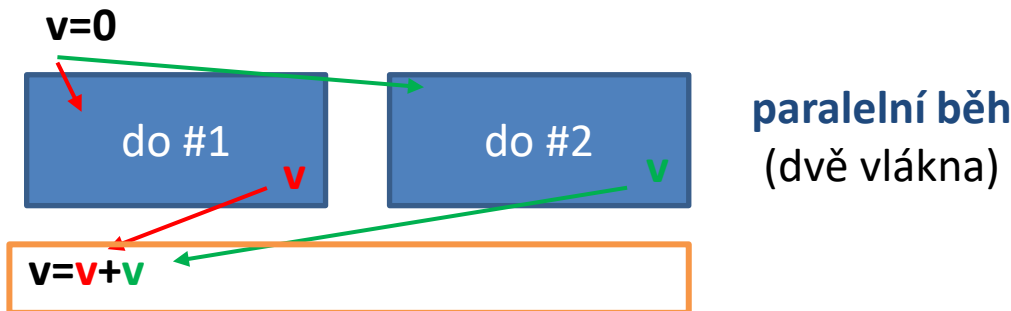 v=0
do #1
v
do #2
v
paralelní běh
(dvě vlákna)
v=v+v